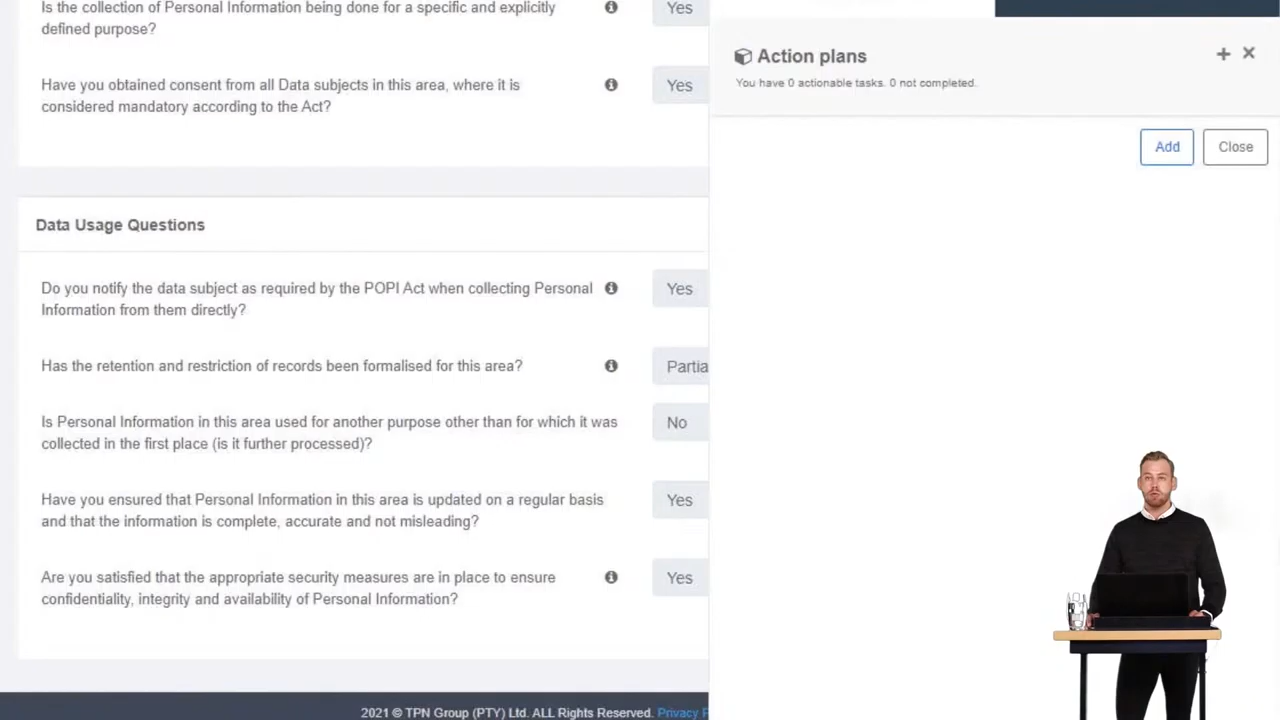 Is the collection of Personal Information being done for a specific and explicitly
defined purpose?
Yes
Have you obtained consent from all Data subjects in this area, where it is
considered mandatory according to the Act?
Yes
Data Usage Questions
Do you notify the data subject as required by the POPI Act when collecting Personal
Information from them directly?
Yes
Has the retention and restriction of records been formalised for this area?
Partia
Is Personal Information in this area used for another purpose other than for which it was
collected in the first place (is it further processed)?
No
Have you ensured that Personal Information in this area is updated on a regular basis
and that the information is complete, accurate and not misleading?
Yes
Are you satisfied that the appropriate security measures are in place to ensure
confidentiality, integrity and availability of Personal Information?
Yes
2021 © TPN Group (PTY) Ltd. ALL Rights Reserved. Privacy P
Action plans
You have 0 actionable tasks. 0 not completed.
Add
Close